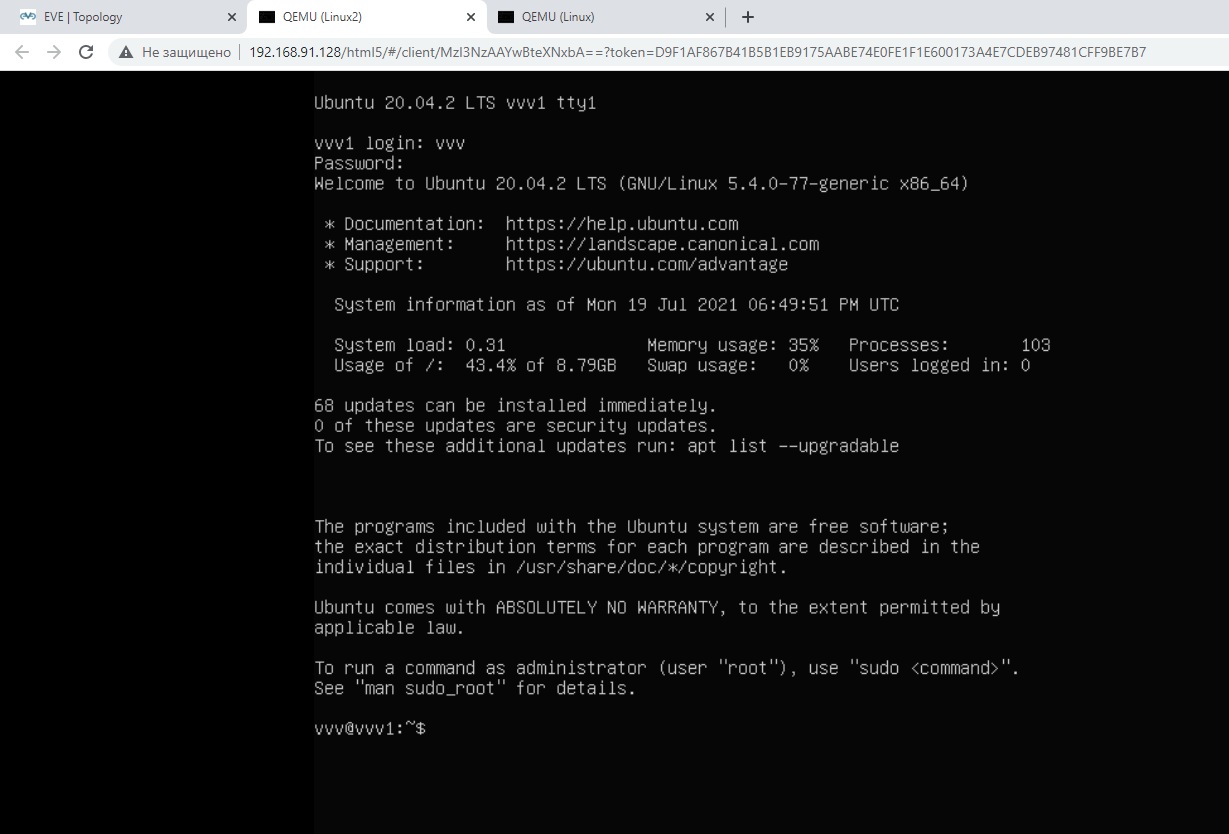 EVE | Topology
QEMU (Linux2)
QEMU (Linux)
Не защищено
192.168.91.128/html5/#/client/MzI3NzAAYwBteXNxbA==?token=D9F1AF867B41B5B1EB9175AABE74E0FE1F1E600173A4E7CDEB97481CFF9BE7B7
Ubuntu 20.04.2 LTS vvv1 tty1
vvv1 login: vvv
Password:
Welcome to Ubuntu 20.04.2 LTS (GNU/Linux 5.4.0-77-generic x86_64)
* Documentation:  https://help.ubuntu.com
* Management:     https://landscape.canonical.com
* Support:        https://ubuntu.com/advantage
System information as of Mon 19 Jul 2021 06:49:51 PM UTC
System load: 0.31              Memory usage: 35%   Processes:       103
Usage of /:  43.4% of 8.79GB   Swap usage:   0%    Users logged in: 0
68 updates can be installed immediately.
0 of these updates are security updates.
To see these additional updates run: apt list --upgradable
The programs included with the Ubuntu system are free software;
the exact distribution terms for each program are described in the
individual files in /usr/share/doc/*/copyright.
Ubuntu comes with ABSOLUTELY NO WARRANTY, to the extent permitted by
applicable law.
To run a command as administrator (user "root"), use "sudo <command>".
See "man sudo_root" for details.
vvv@vvv1:~$